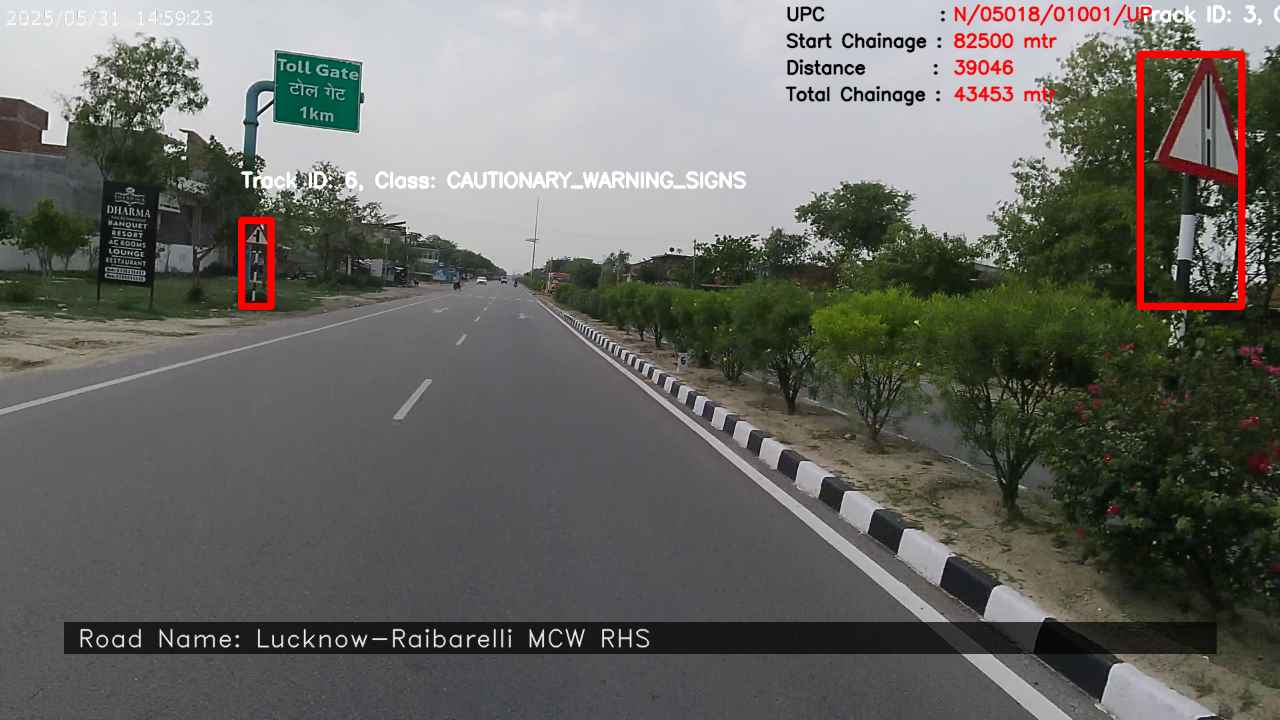 2025/05/31 14:59:23
UPC : N/05018/01001/UP
Track ID: 3, C
Start Chainage : 82500 mtr
Distance : 39046
Total Chainage : 43453 mtr
Toll Gate
टोल गेट
1km
Track ID: 6, Class: CAUTIONARY_WARNING_SIGNS
DHARMA
BANQUET
RESORT
AC ROOMS
LOUNGE
RESTAURANT
Road Name: Lucknow-Raibarelli MCW RHS